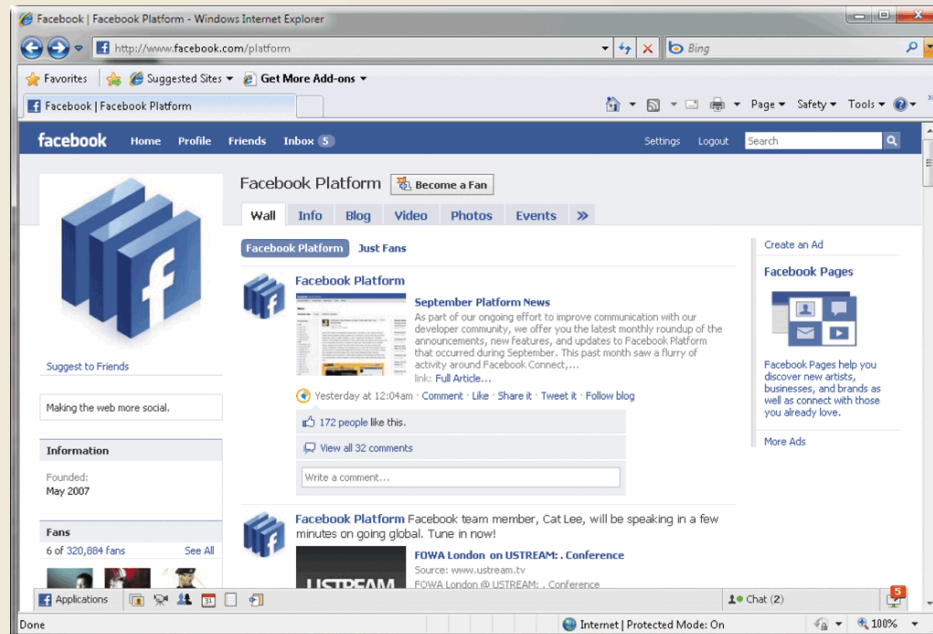 Facebook | Facebook Platform - Windows Internet Explorer
http://www.facebook.com/platform
Bing
Favorites Suggested Sites Get More Add-ons
Facebook | Facebook Platform
Page Safety Tools
facebook Home Profile Friends Inbox 5 Settings Logout Search
Facebook Platform Become a Fan
Wall Info Blog Video Photos Events »
Facebook Platform Just Fans
Facebook Platform
September Platform News
As part of our ongoing effort to improve communication with our
developer community, we offer you the latest monthly roundup of the
announcements, new features, and updates to Facebook Platform
that occurred during September. This past month saw a flurry of
activity around Facebook Connect,...
link: Full Article...
Yesterday at 12:04am · Comment · Like · Share it · Tweet it · Follow blog
172 people like this.
View all 32 comments
Write a comment...
Facebook Platform Facebook team member, Cat Lee, will be speaking in a few
minutes on going global. Tune in now!
USTREAM
FOWA London on USTREAM: . Conference
Source: www.ustream.tv
FOWA London @ USTREAM: . Conference
Suggest to Friends
Making the web more social.
Information
Founded:
May 2007
Fans
6 of 320,884 fans See All
Create an Ad
Facebook Pages
Facebook Pages help you
discover new artists,
businesses, and brands as
well as connect with those
you already love.
More Ads
Applications 31 Chat (2) 5
Done Internet | Protected Mode: On 100%